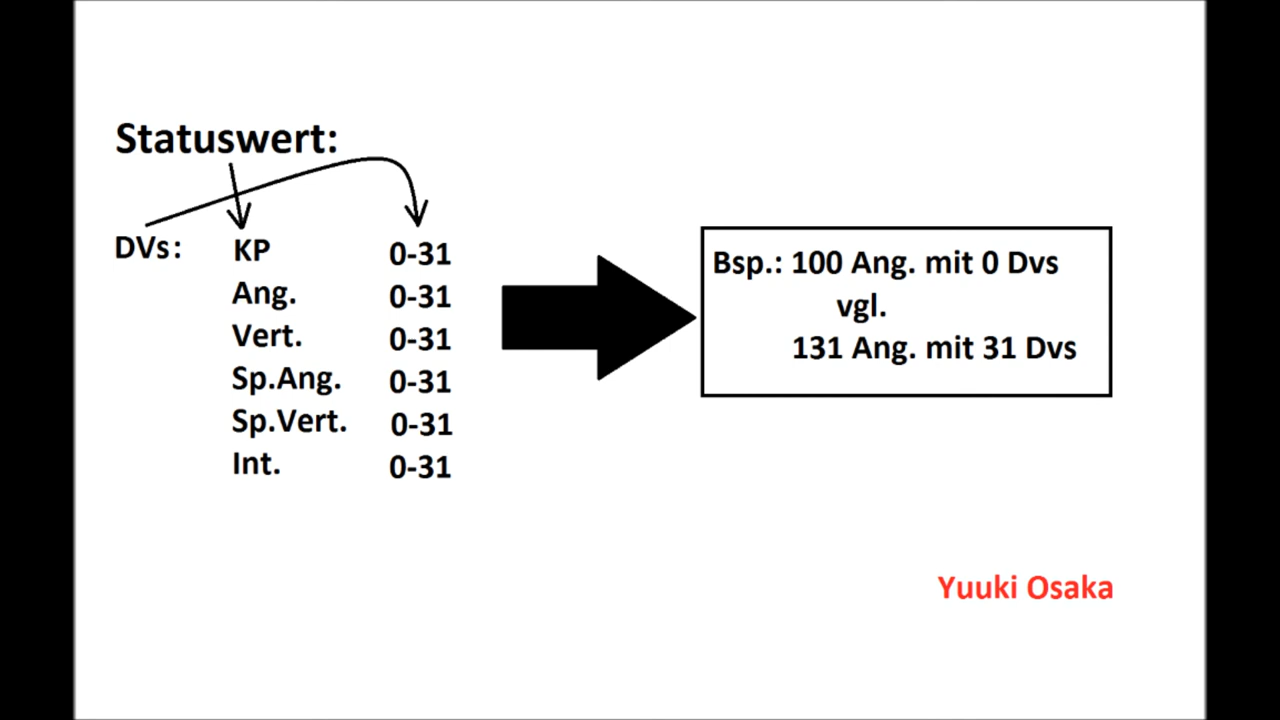 Statuswert:
DVs: KP 0-31
Ang. 0-31
Vert. 0-31
Sp.Ang. 0-31
Sp.Vert. 0-31
Int. 0-31
Bsp.: 100 Ang. mit 0 Dvs
vgl.
131 Ang. mit 31 Dvs
Yuuki Osaka